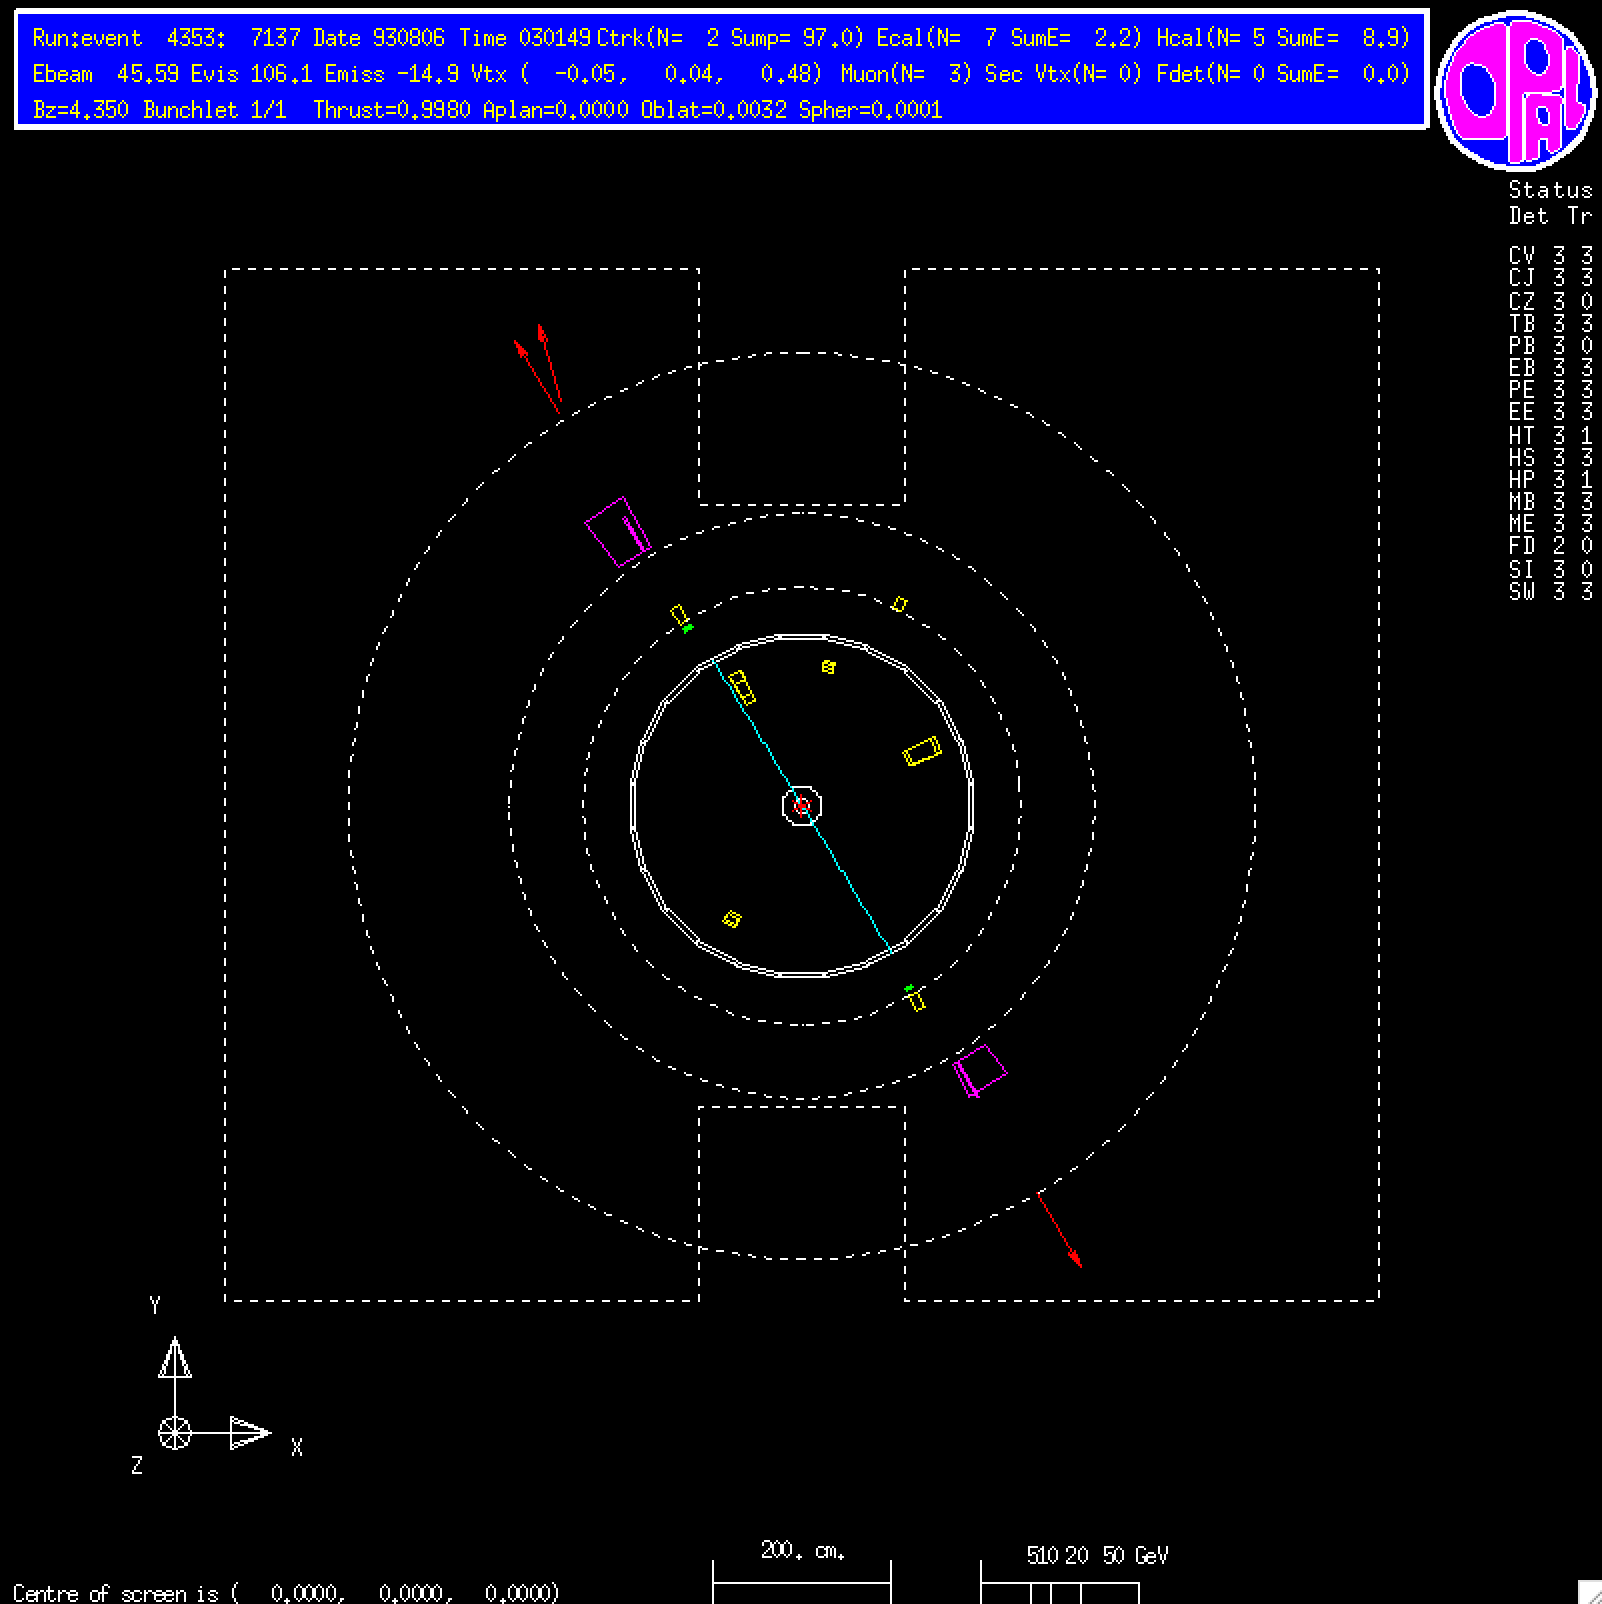 Run:event 4353: 7137 Date 930806 Time 030149 Ctrk(N= 2 Sump= 97.0) Ecal(N= 7 SumE= 2.2) Hcal(N= 5 SumE= 8.9)
Ebeam 45.59 Evis 106.1 Emiss -14.9 Vtx ( -0.05, 0.04, 0.48) Muon(N= 3) Sec Vtx(N= 0) Fdet(N= 0 SumE= 0.0)
Bz=4.350 Bunchlet 1/1 Thrust=0.9980 Aplan=0.0000 Oblat=0.0032 Spher=0.0001
OPAL
Status
Det Tr
CV 3 3
CJ 3 3
CZ 3 0
TB 3 3
PB 3 0
EB 3 3
PE 3 3
EE 3 3
HT 3 1
HS 3 3
HP 3 1
MB 3 3
ME 3 3
FD 2 0
SI 3 0
SW 3 3
Y
X
Z
200. cm.
5 10 20 50 GeV
Centre of screen is ( 0.0000, 0.0000, 0.0000)